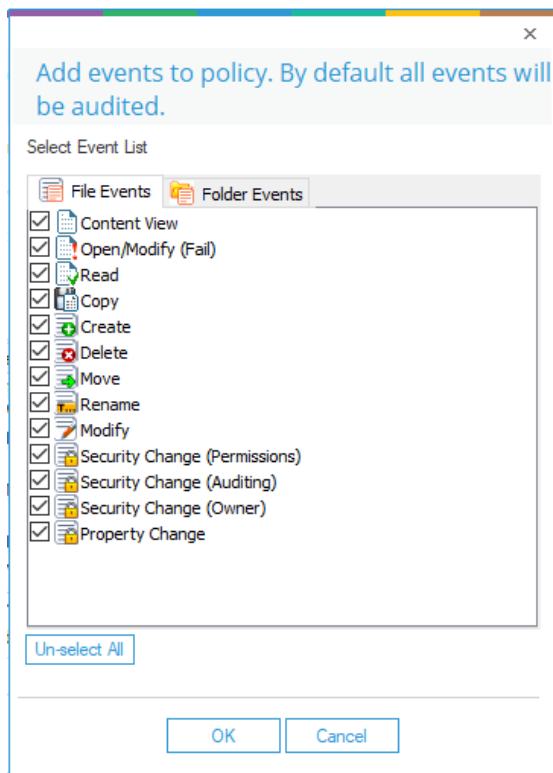 Add events to policy. By default all events will
be audited.
Select Event List
File Events
Folder Events
Content View
Open/Modify (Fail)
Read
Copy
Create
Delete
Move
Rename
Modify
Security Change (Permissions)
Security Change (Auditing)
Security Change (Owner)
Property Change
Un-select All
OK
Cancel